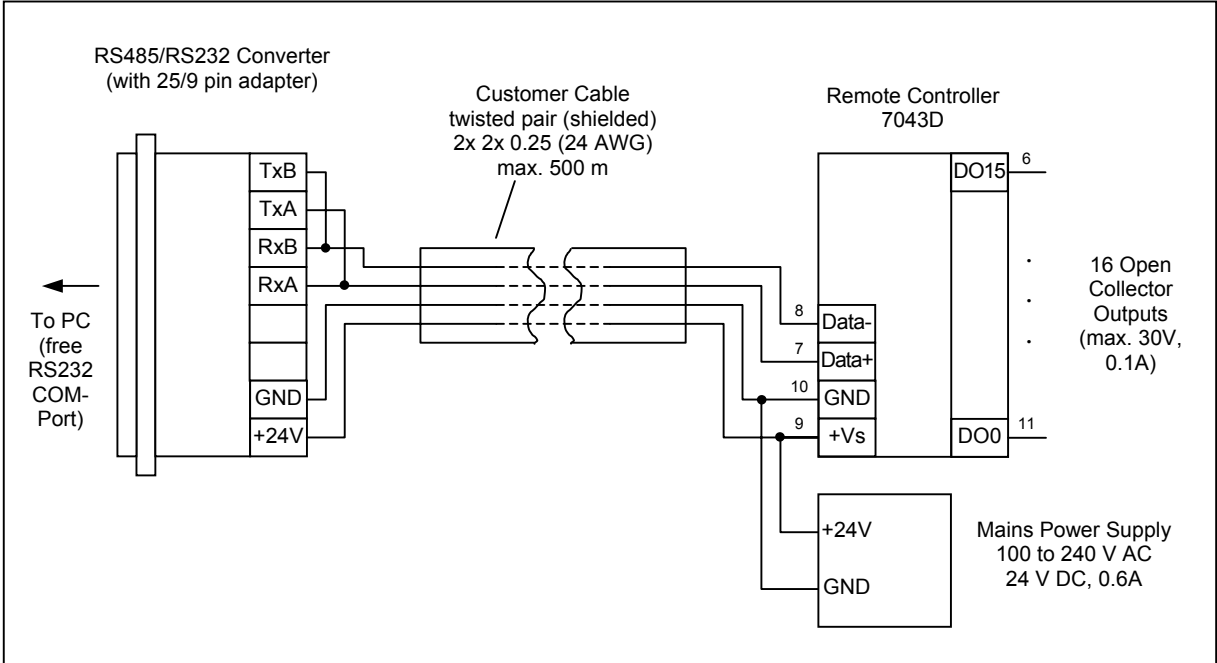 RS485/RS232 Converter
(with 25/9 pin adapter)
Customer Cable
twisted pair (shielded)
2x 2x 0.25 (24 AWG)
max. 500 m
Remote Controller
7043D
TxB
TxA
RxB
RxA
GND
+24V
To PC
(free
RS232
COM-
Port)
DO15
6
8
Data-
7
Data+
10
GND
9
+Vs
DO0
11
16 Open
Collector
Outputs
(max. 30V,
0.1A)
+24V
GND
Mains Power Supply
100 to 240 V AC
24 V DC, 0.6A